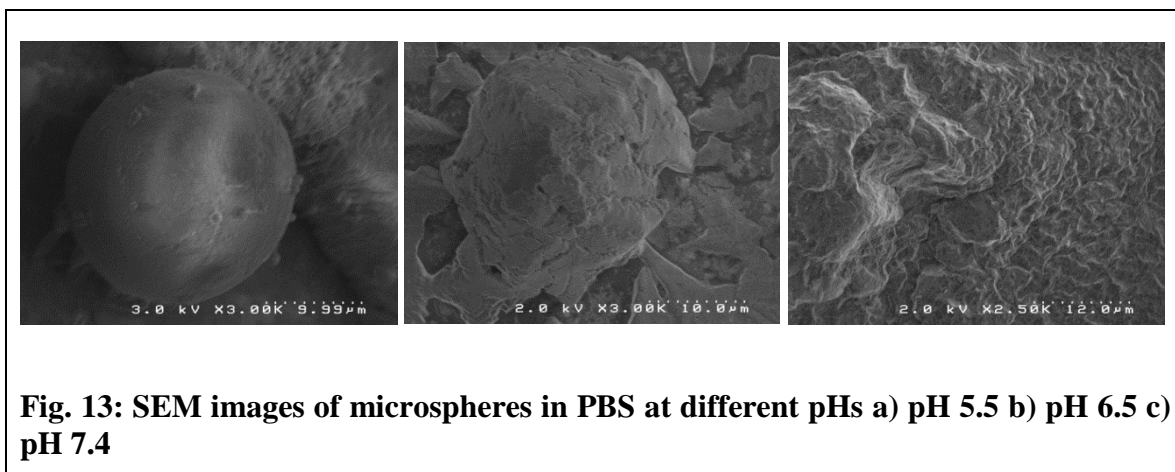 3.0 kV X3.00K 9.99µm
2.0 kV X3.00K 10.0µm
2.0 kV X2.50K 12.0µm
Fig. 13: SEM images of microspheres in PBS at different pHs a) pH 5.5 b) pH 6.5 c)
pH 7.4